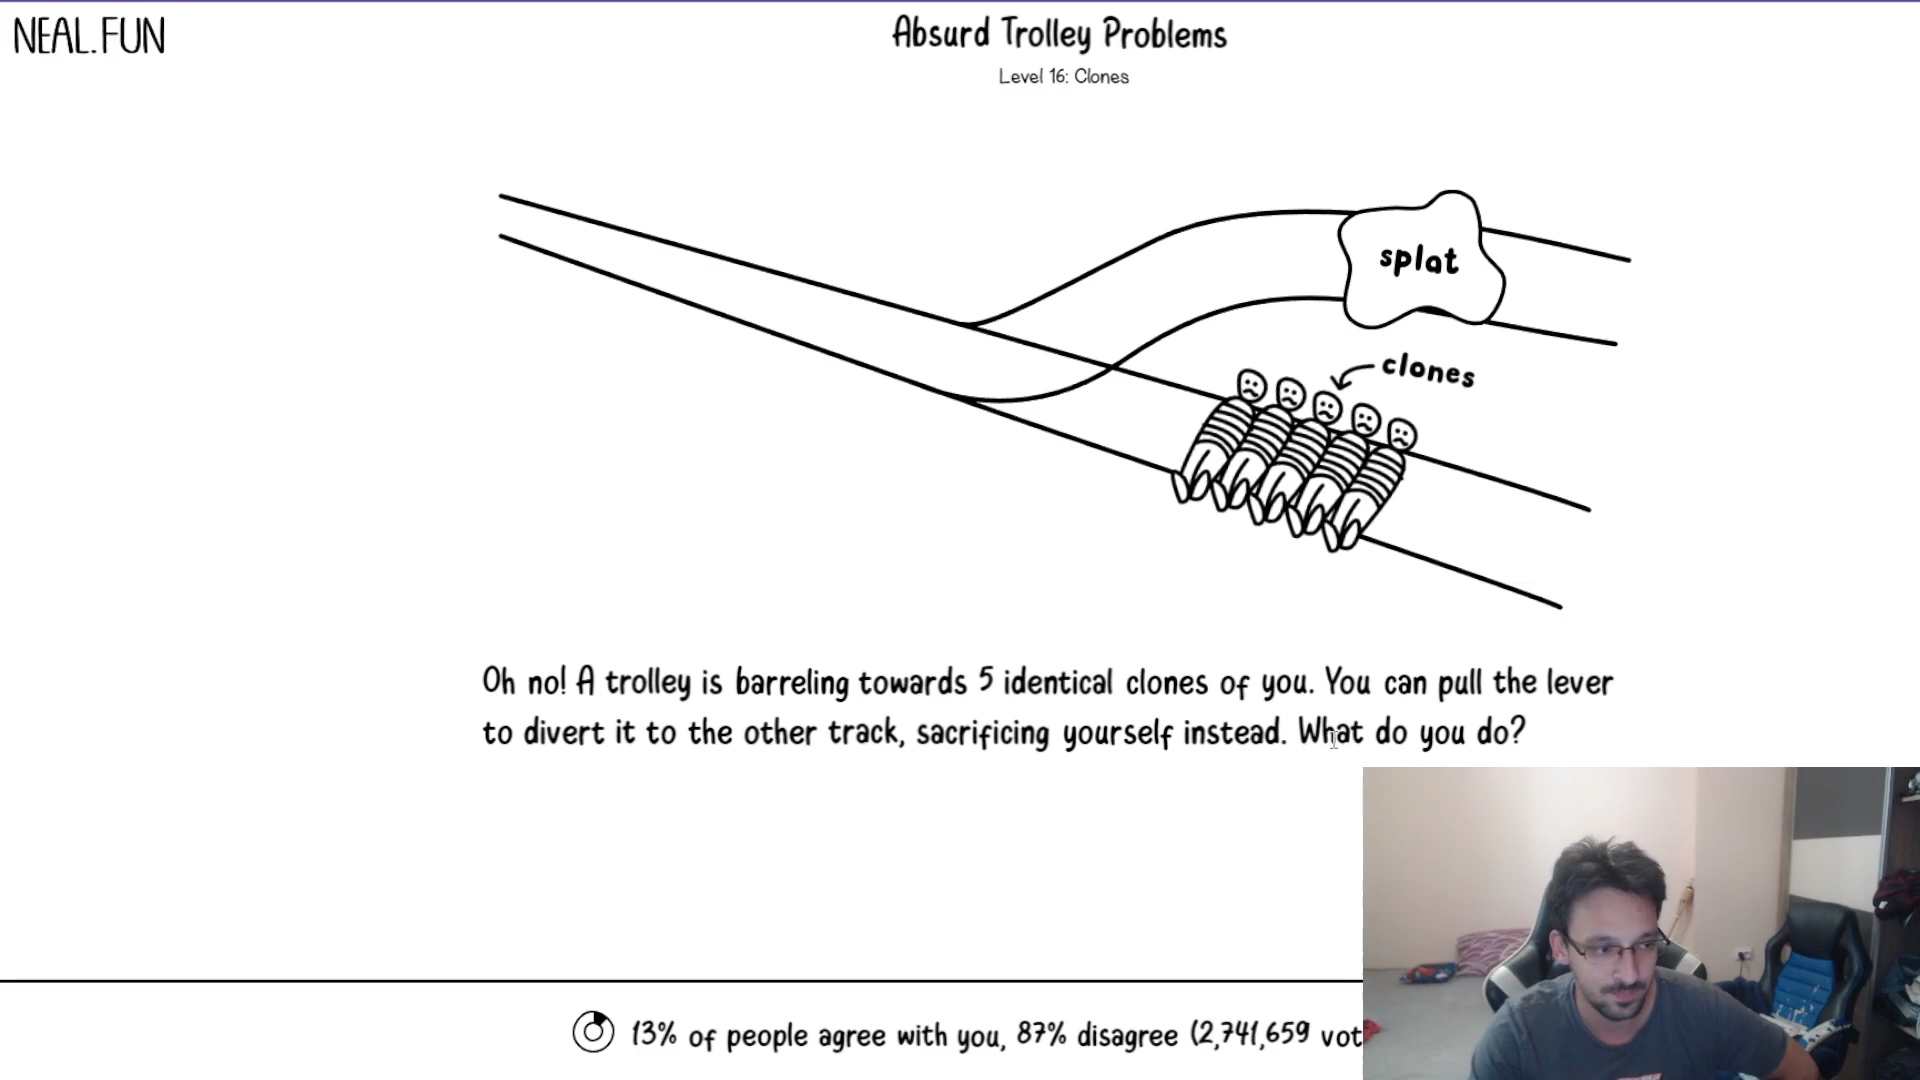 NEAL.FUN
Absurd Trolley Problems
Level 16: Clones
splat
clones
Oh no! A trolley is barreling towards 5 identical clones of you. You can pull the lever
to divert it to the other track, sacrificing yourself instead. What do you do?
13% of people agree with you, 87% disagree (2,741,659 vot